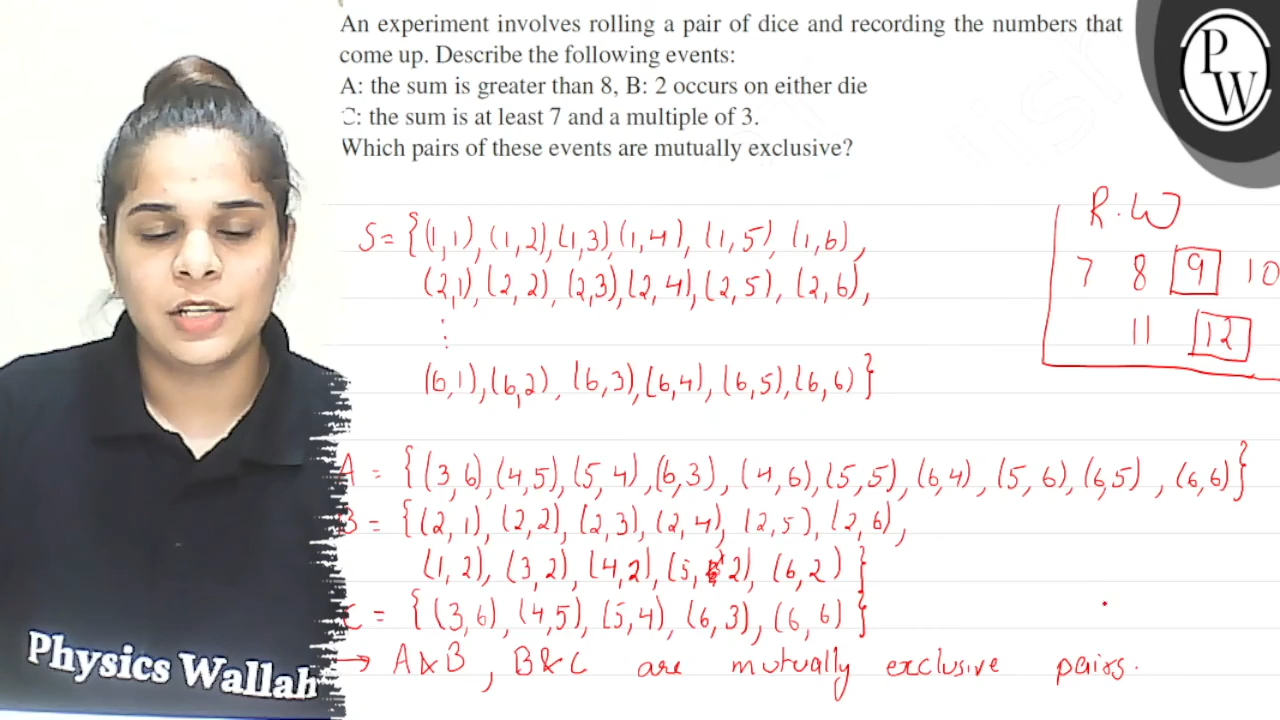 An experiment involves rolling a pair of dice and recording the numbers that
come up. Describe the following events:
A: the sum is greater than 8, B: 2 occurs on either die
C: the sum is at least 7 and a multiple of 3.
Which pairs of these events are mutually exclusive?
PW
R.W
7 8 9 10
11 12
S = {(1,1), (1,2), (1,3) (1,4), (1,5), (1,6),
(2,1), (2,2), (2,3), (2,4), (2,5), (2,6),
⋮
(6,1), (6,2), (6,3), (6,4), (6,5), (6,6)}
A = {(3,6), (4,5), (5,4), (6,3), (4,6), (5,5), (6,4), (5,6), (6,5), (6,6)}
B = {(2,1), (2,2), (2,3), (2,4), (2,5), (2,6),
(1,2), (3,2), (4,2), (5,2), (6,2)}
C = {(3,6), (4,5), (5,4), (6,3), (6,6)}
→ A & B, B & C are mutually exclusive pairs.
Physics Wallah